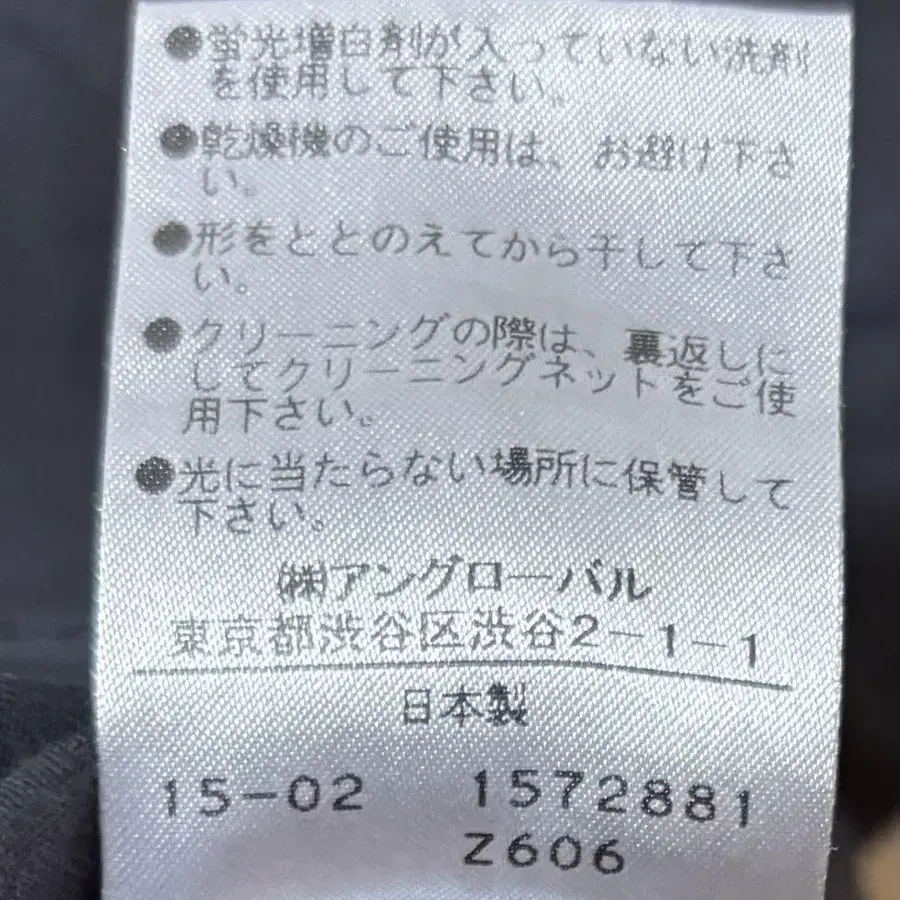 ●蛍光増白剤が入っていない洗剤
を使用して下さい。
●乾燥機のご使用は、お避け下さ
い。
●形をととのえてから干して下さ
い。
●クリーニングの際は、裏返しに
してクリーニングネットをご使
用下さい。
●光に当たらない場所に保管して
下さい。
㈱アングローバル
東京都渋谷区渋谷2-1-1
日本製
15-02 1572881
Z606